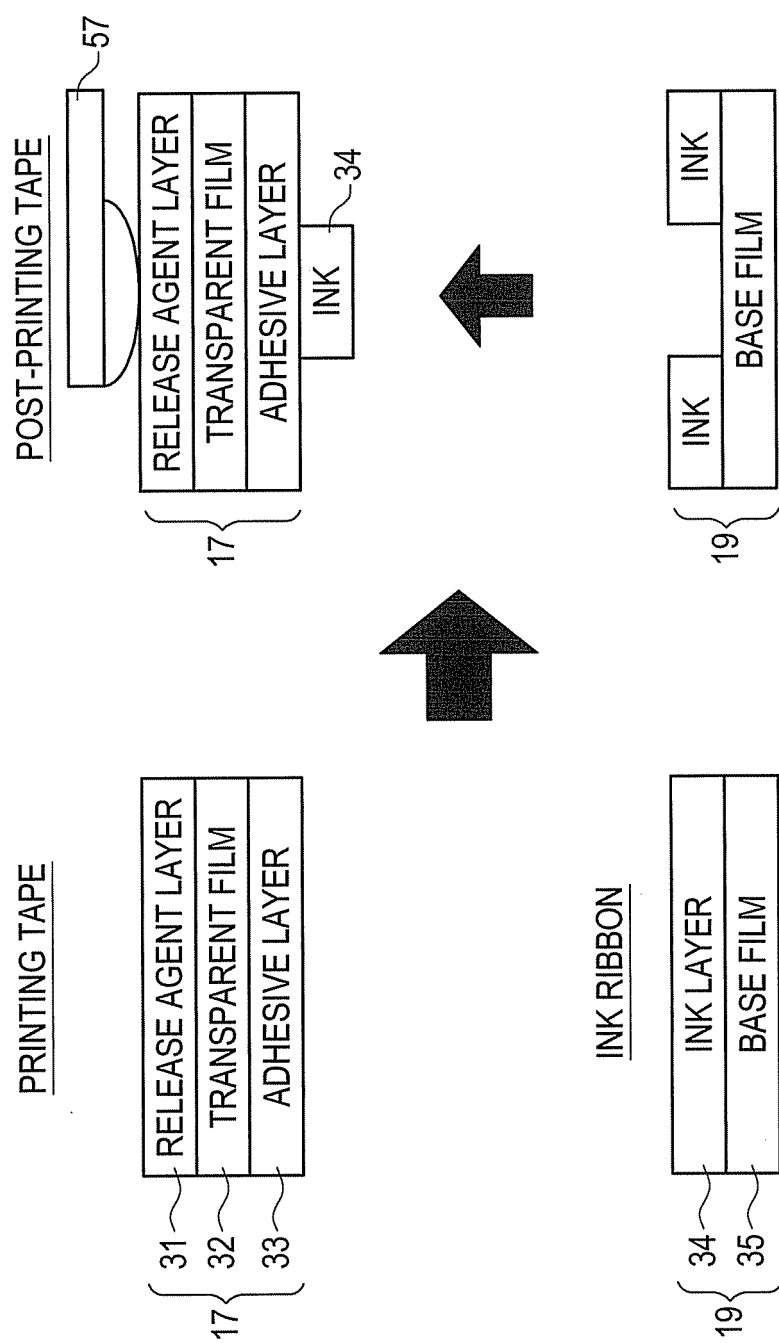 PRINTING TAPE
31 RELEASE AGENT LAYER
32 TRANSPARENT FILM
33 ADHESIVE LAYER
17
INK RIBBON
34 INK LAYER
35 BASE FILM
19
POST-PRINTING TAPE
57
RELEASE AGENT LAYER
TRANSPARENT FILM
ADHESIVE LAYER
17
INK
34
INK INK
BASE FILM
19